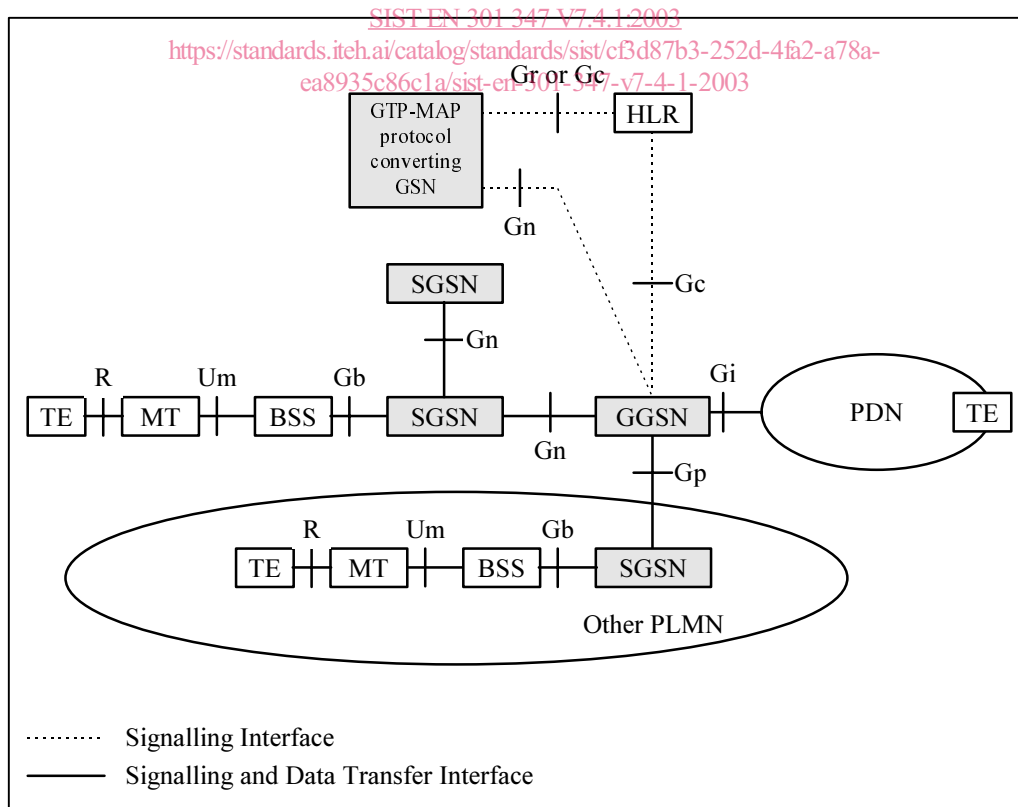 SIST EN 301 347 V7.4.1:2003
https://standards.iteh.ai/catalog/standards/sist/cf3d87b3-252d-4fa2-a78a-
ea8935c86c1a/sist-en-301-347-v7-4-1-2003
Gr or Gc
GTP-MAP
protocol
converting
GSN
HLR
Gn
SGSN
Gc
Gn
R
Um
Gb
Gi
TE
MT
BSS
SGSN
GGSN
PDN
TE
Gn
Gp
R
Um
Gb
TE
MT
BSS
SGSN
Other PLMN
Signalling Interface
Signalling and Data Transfer Interface